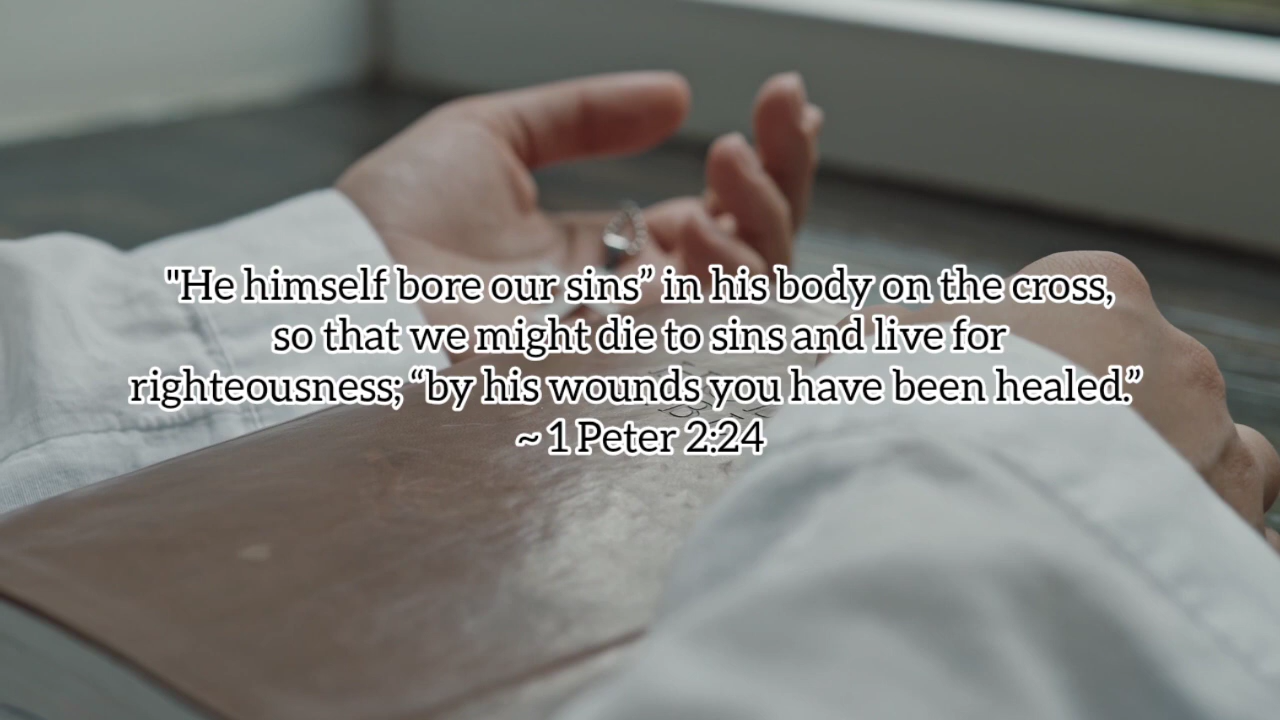 "He himself bore our sins” in his body on the cross,
so that we might die to sins and live for
righteousness; “by his wounds you have been healed.”
~ 1 Peter 2:24